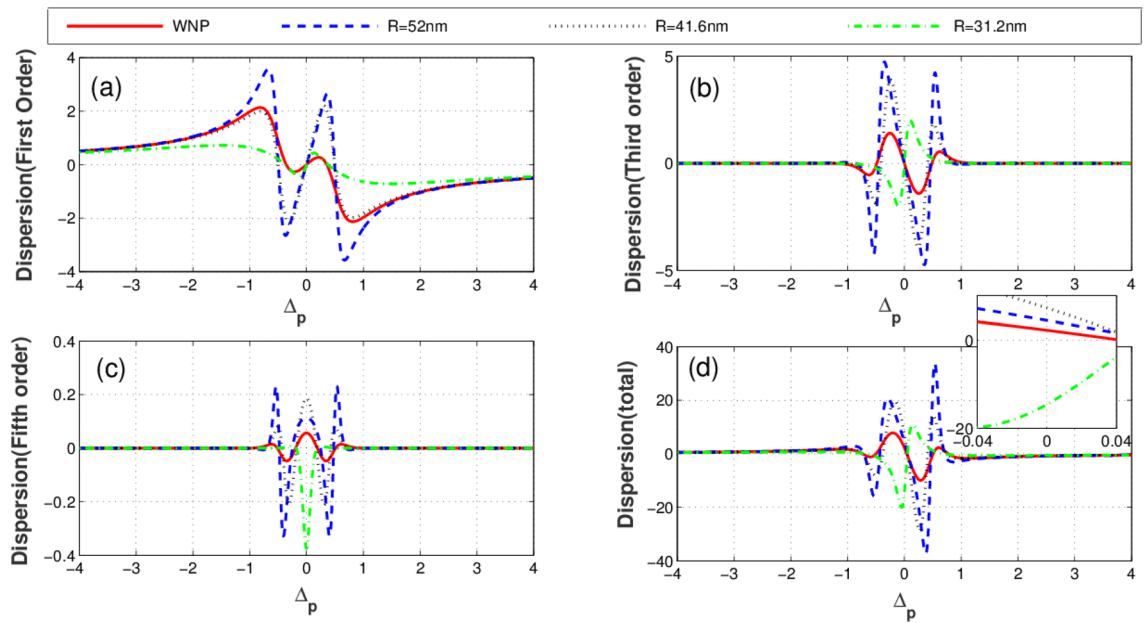 WNP R=52nm R=41.6nm R=31.2nm
(a)
Dispersion(First Order)
4
2
0
−2
−4
−4 −3 −2 −1 0 1 2 3 4
Δp
(b)
Dispersion(Third order)
5
0
−5
−4 −3 −2 −1 0 1 2 3 4
Δp
(c)
Dispersion(Fifth order)
0.4
0.2
0
−0.2
−0.4
−4 −3 −2 −1 0 1 2 3 4
Δp
(d)
Dispersion(total)
40
20
0
−20
−40
−4 −3 −2 −1 0 1 2 3 4
Δp
0
−20
−0.04 0 0.04